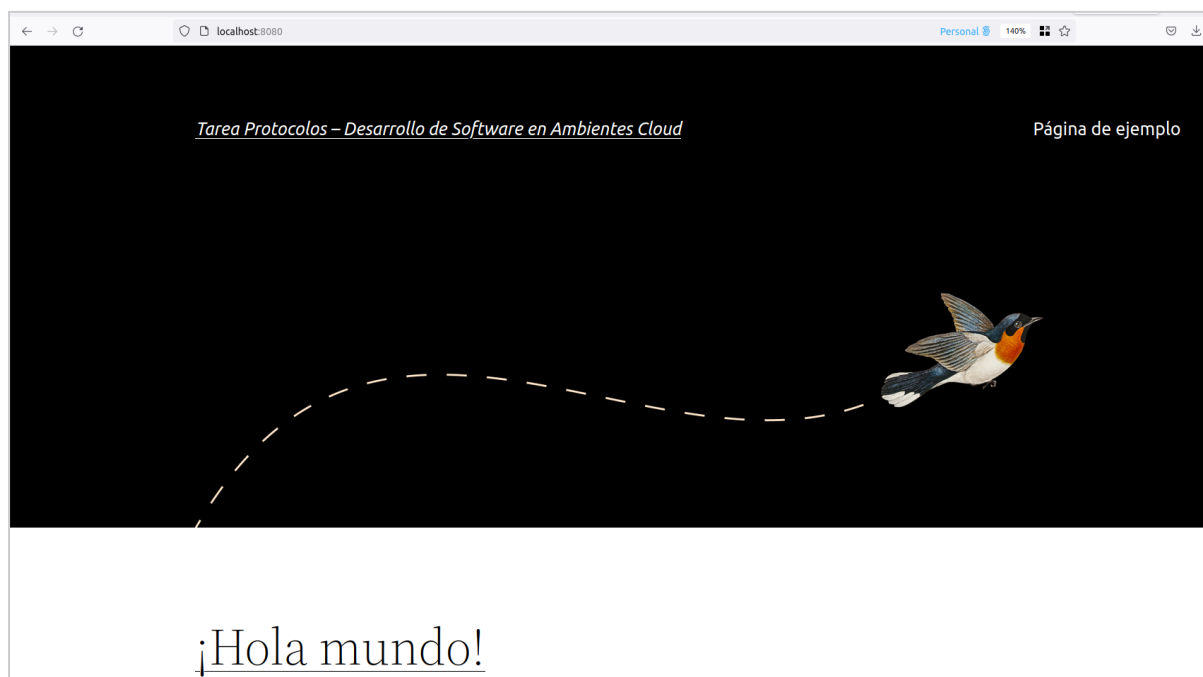 localhost:8080
Personal
140%
Tarea Protocolos – Desarrollo de Software en Ambientes Cloud
Página de ejemplo
¡Hola mundo!